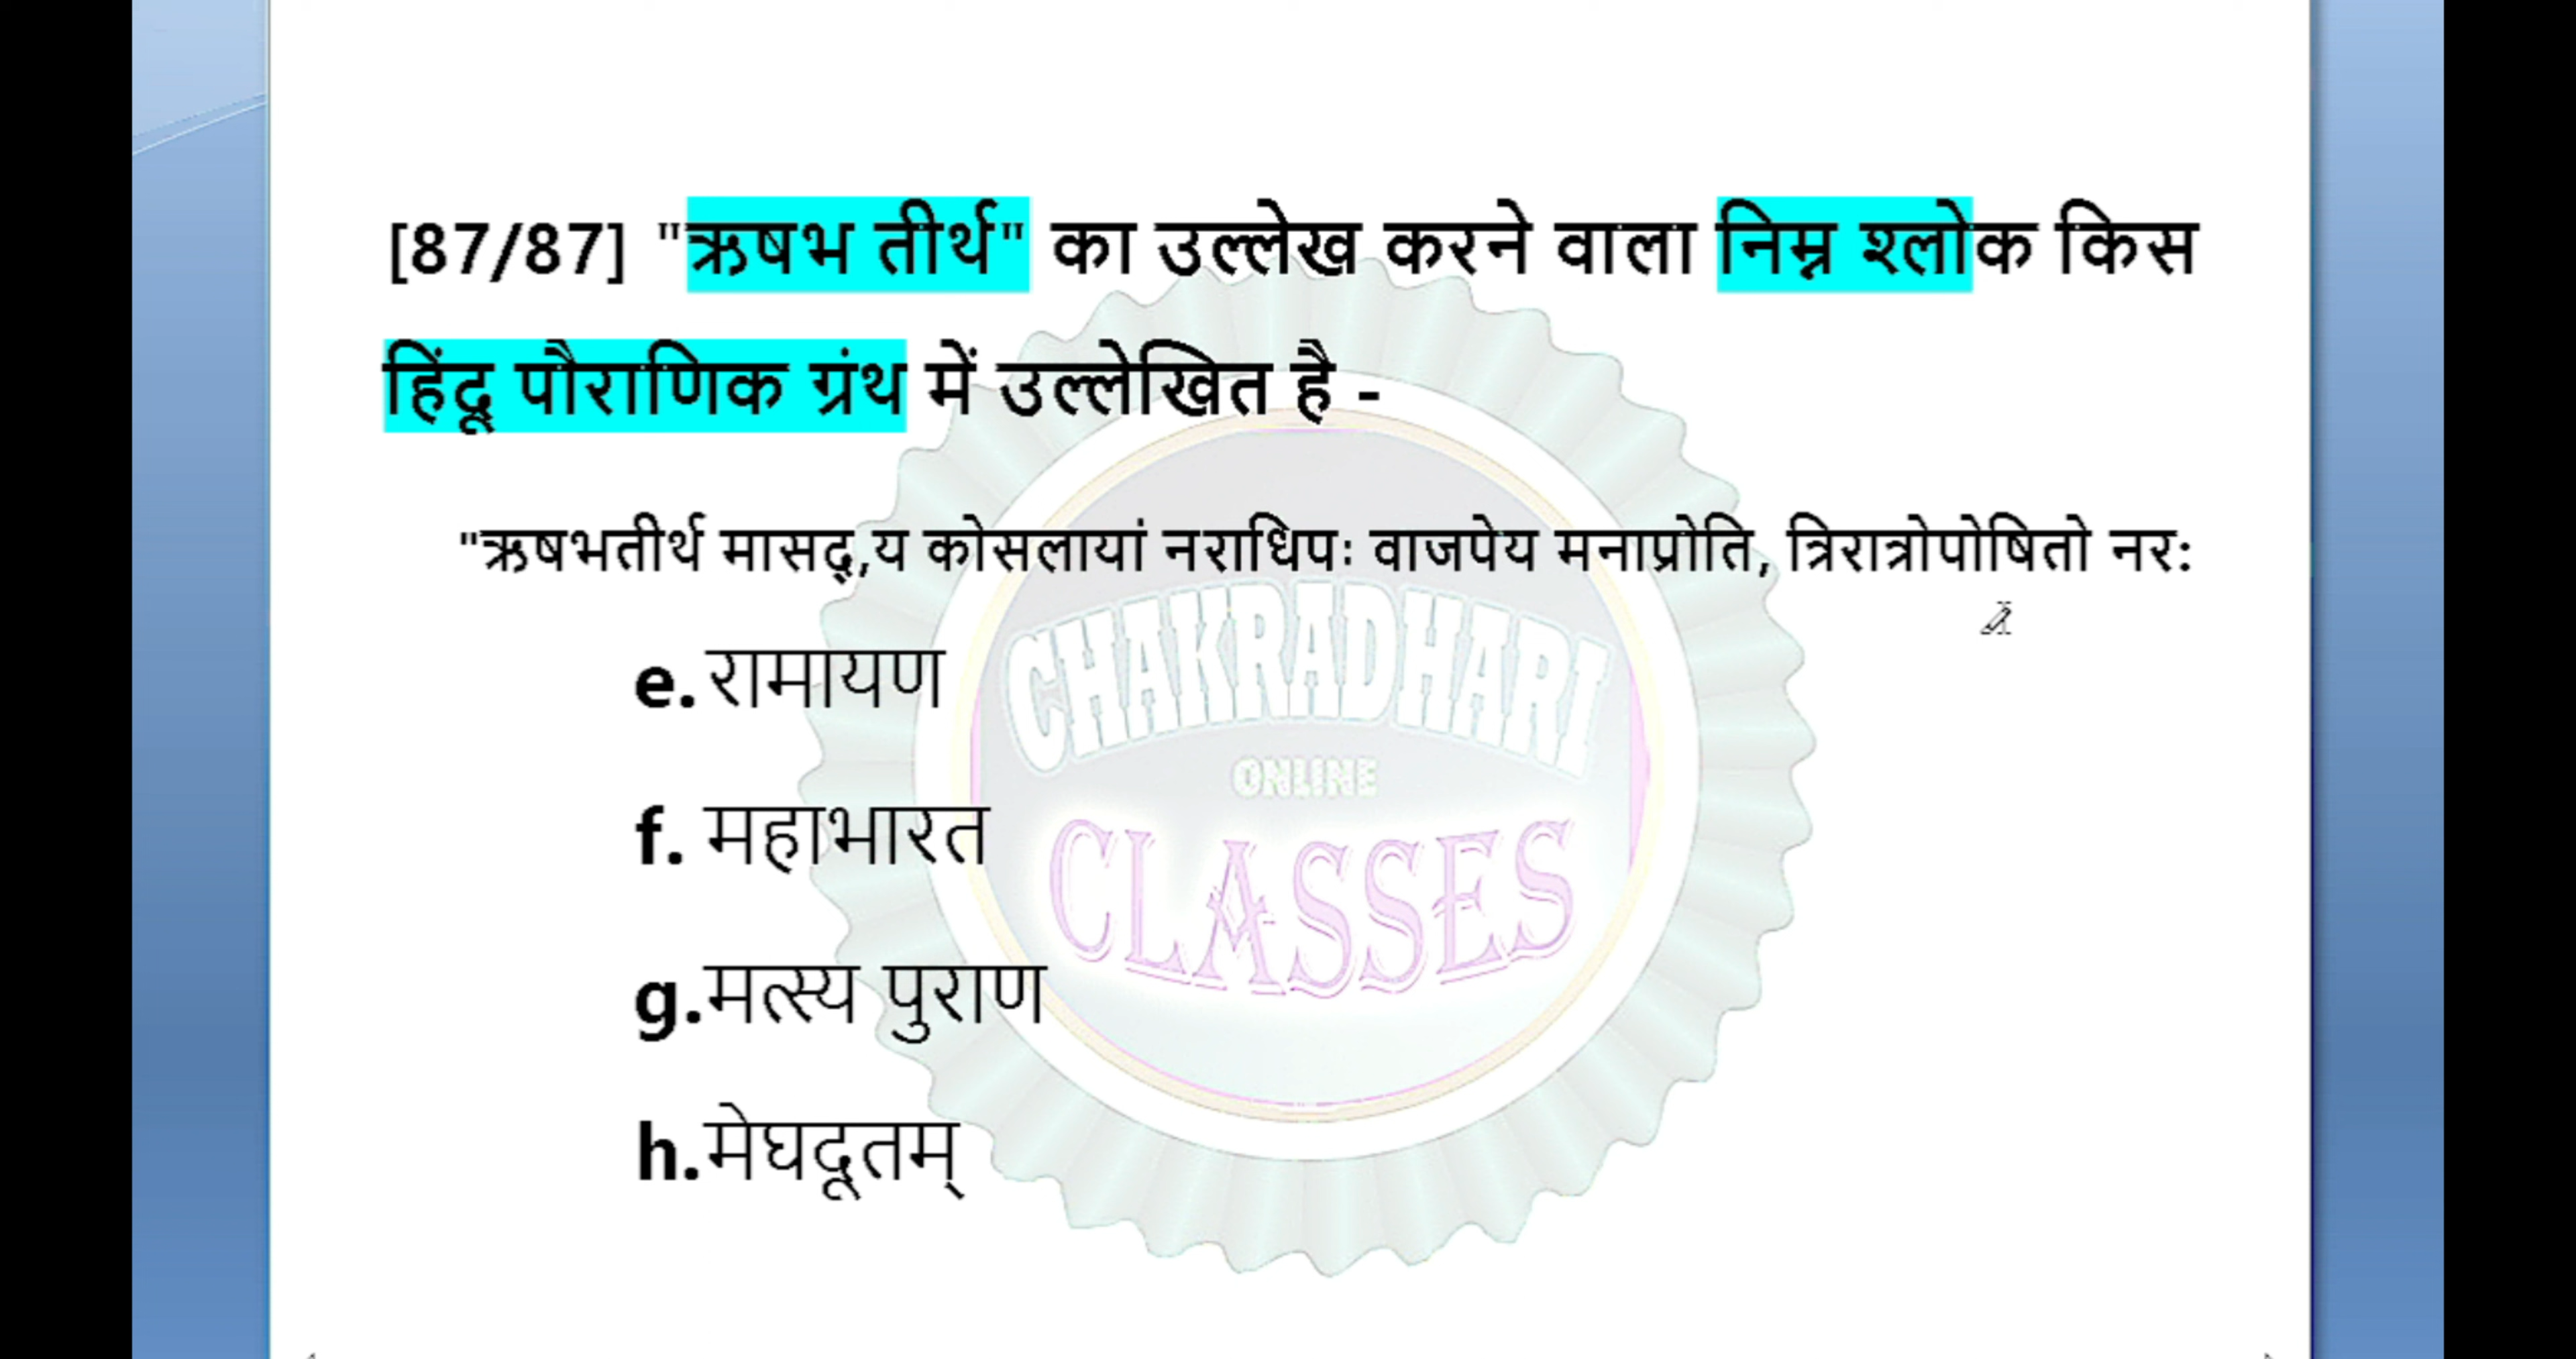 [87/87] "ऋषभ तीर्थ" का उल्लेख करने वाला निम्न श्लोक किस
हिंदू पौराणिक ग्रंथ में उल्लेखित है -
"ऋषभतीर्थ मासद्,य कोसलायां नराधिपः वाजपेय मनाप्रोति, त्रिरात्रोपोषितो नर:
e. रामायण
f. महाभारत
g. मत्स्य पुराण
h. मेघदूतम्
CHAKRADHARI
ONLINE
CLASSES